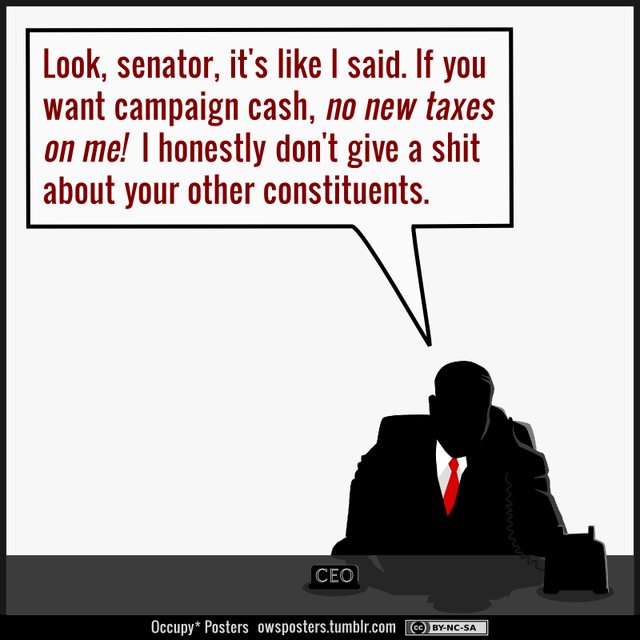 Look, senator, it's like I said. If you
want campaign cash, no new taxes
on me! I honestly don't give a shit
about your other constituents.
CEO
Occupy* Posters owsposters.tumblr.com cc BY-NC-SA